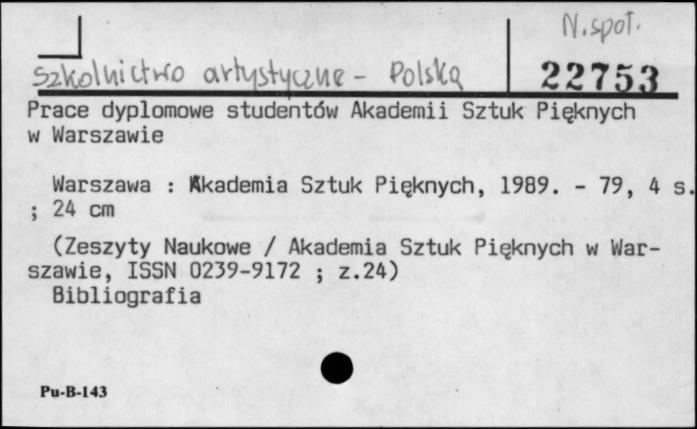 N. społ.
Szkolnictwo artystyczne - Polska
22753
Prace dyplomowe studentów Akademii Sztuk Pięknych
w Warszawie
Warszawa : Akademia Sztuk Pięknych, 1989. - 79, 4 s.
; 24 cm
(Zeszyty Naukowe / Akademia Sztuk Pięknych w War-
szawie, ISSN 0239-9172 ; z.24)
Bibliografia
Pu-B-143